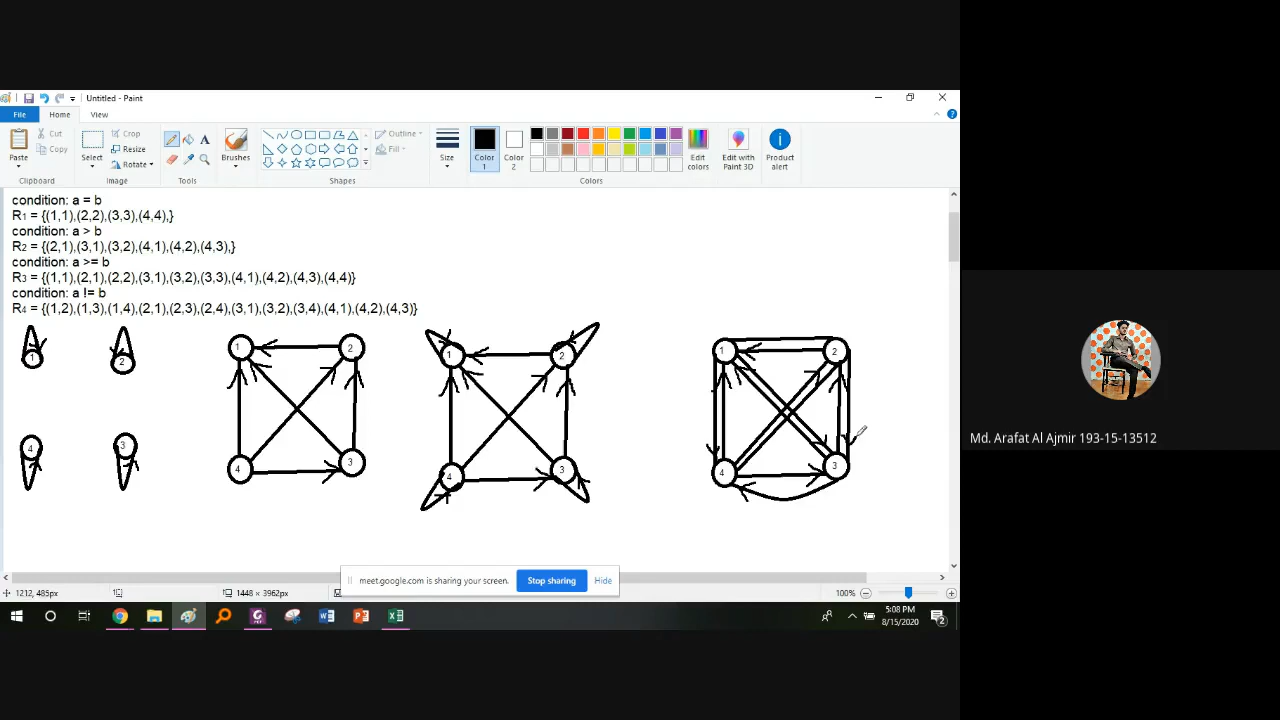 Untitled - Paint
File Home View
Paste
Cut
Copy
Clipboard
Select
Crop
Resize
Rotate
Image
A
Tools
Brushes
Shapes
Outline
Fill
Size
Color 1
Color 2
Edit colors
Colors
Edit with Paint 3D
Product alert
condition: a = b
R1 = {(1,1),(2,2),(3,3),(4,4),}
condition: a > b
R2 = {(2,1),(3,1),(3,2),(4,1),(4,2),(4,3),}
condition: a >= b
R3 = {(1,1),(2,1),(2,2),(3,1),(3,2),(3,3),(4,1),(4,2),(4,3),(4,4)}
condition: a != b
R4 = {(1,2),(1,3),(1,4),(2,1),(2,3),(2,4),(3,1),(3,2),(3,4),(4,1),(4,2),(4,3)}
1 2 1 2 1 2 1 2
4 3 4 3 4 3 4 3
Md. Arafat Al Ajmir 193-15-13512
meet.google.com is sharing your screen. Stop sharing Hide
1212, 485px 1448 × 3962px 100%
5:08 PM
8/15/2020
2